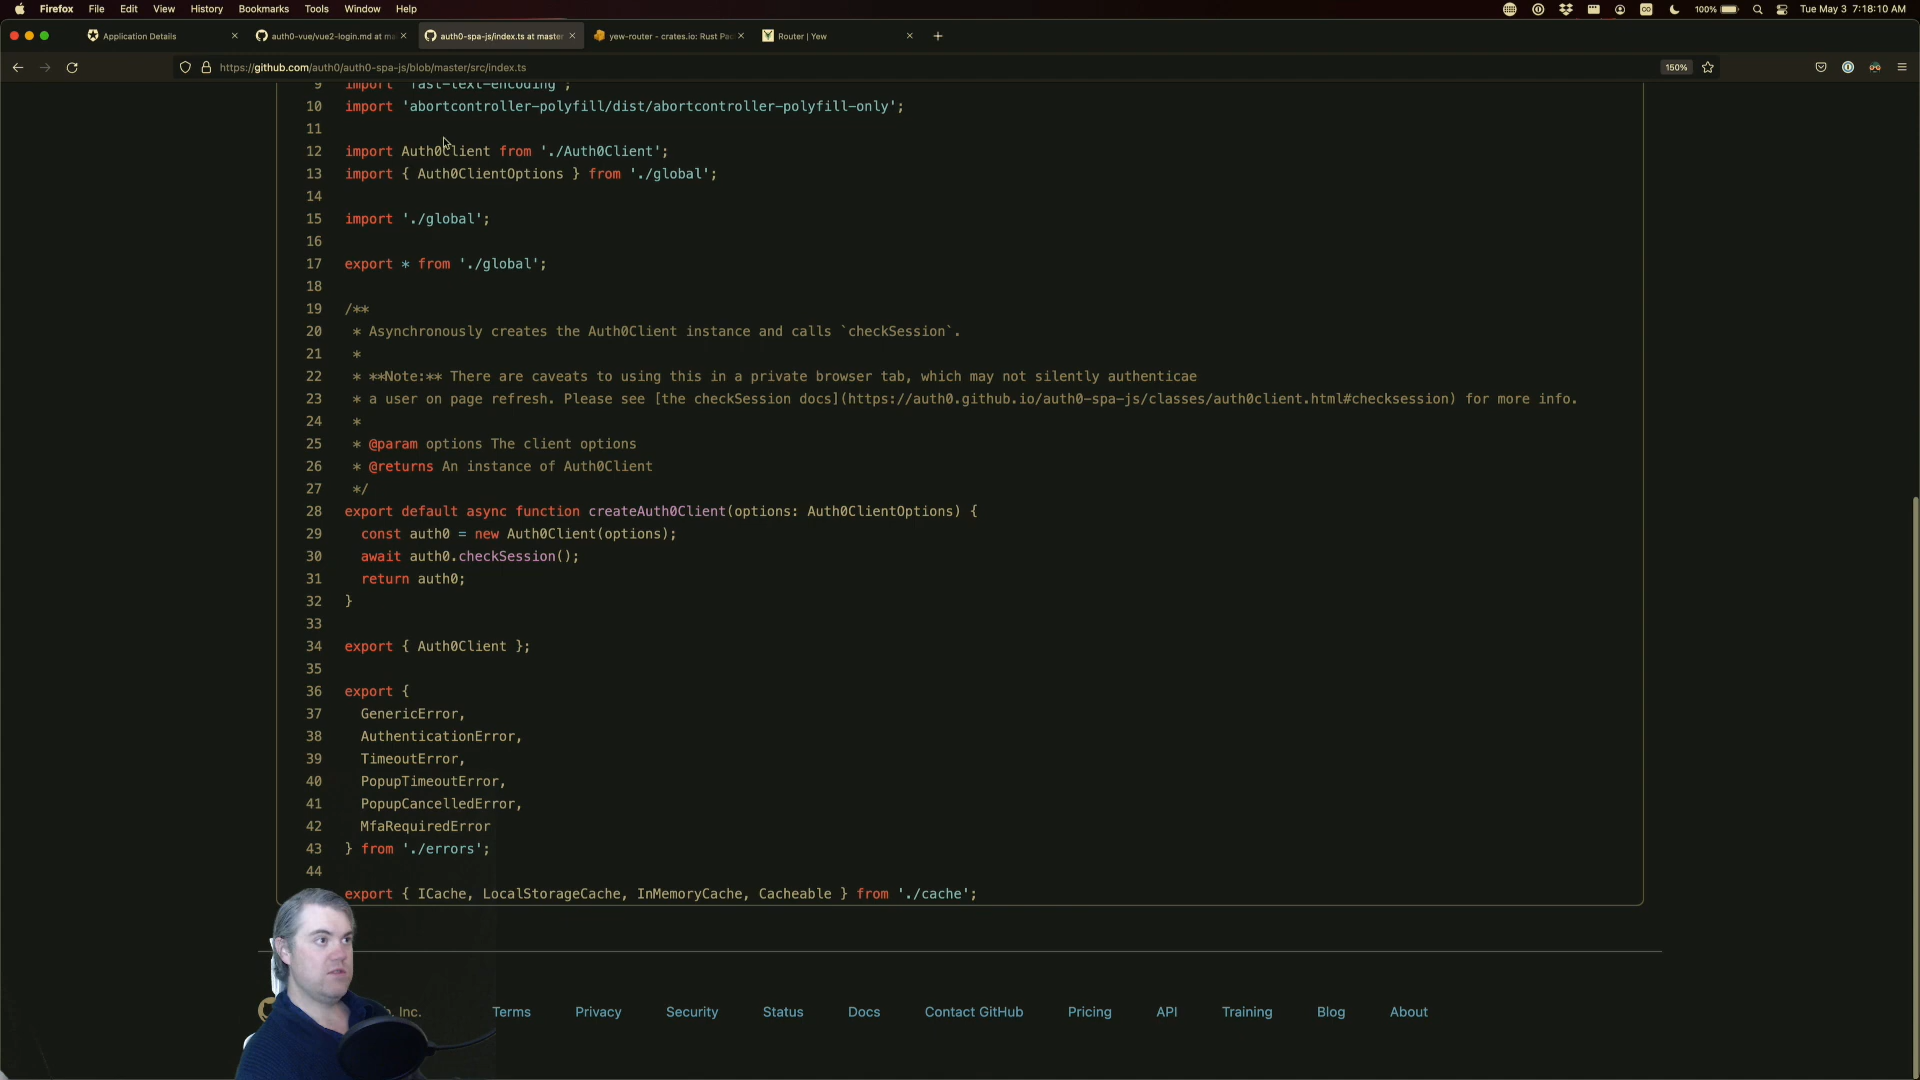 Firefox File Edit View History Bookmarks Tools Window Help 100% Tue May 3 7:18:10 AM
Application Details auth0-vue/vue2-login.md at ma auth0-spa-js/index.ts at master yew-router - crates.io: Rust Pac Router | Yew
https://github.com/auth0/auth0-spa-js/blob/master/src/index.ts 150%
9 import 'fast-text-encoding';
10 import 'abortcontroller-polyfill/dist/abortcontroller-polyfill-only';
11
12 import Auth0Client from './Auth0Client';
13 import { Auth0ClientOptions } from './global';
14
15 import './global';
16
17 export * from './global';
18
19 /**
20 * Asynchronously creates the Auth0Client instance and calls `checkSession`.
21 *
22 * **Note:** There are caveats to using this in a private browser tab, which may not silently authenticae
23 * a user on page refresh. Please see [the checkSession docs](https://auth0.github.io/auth0-spa-js/classes/auth0client.html#checksession) for more info.
24 *
25 * @param options The client options
26 * @returns An instance of Auth0Client
27 */
28 export default async function createAuth0Client(options: Auth0ClientOptions) {
29 const auth0 = new Auth0Client(options);
30 await auth0.checkSession();
31 return auth0;
32 }
33
34 export { Auth0Client };
35
36 export {
37 GenericError,
38 AuthenticationError,
39 TimeoutError,
40 PopupTimeoutError,
41 PopupCancelledError,
42 MfaRequiredError
43 } from './errors';
44
export { ICache, LocalStorageCache, InMemoryCache, Cacheable } from './cache';
Inc. Terms Privacy Security Status Docs Contact GitHub Pricing API Training Blog About